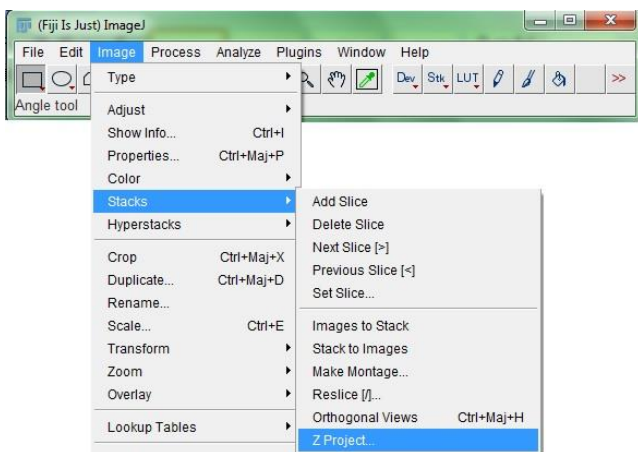 (Fiji Is Just) ImageJ
File Edit Image Process Analyze Plugins Window Help
Dev Stk LUT >>
Angle tool
Type
Adjust
Show Info... Ctrl+I
Properties... Ctrl+Maj+P
Color
Stacks
Hyperstacks
Crop Ctrl+Maj+X
Duplicate... Ctrl+Maj+D
Rename...
Scale... Ctrl+E
Transform
Zoom
Overlay
Lookup Tables
Add Slice
Delete Slice
Next Slice [>]
Previous Slice [<]
Set Slice...
Images to Stack
Stack to Images
Make Montage...
Reslice [/]...
Orthogonal Views Ctrl+Maj+H
Z Project...